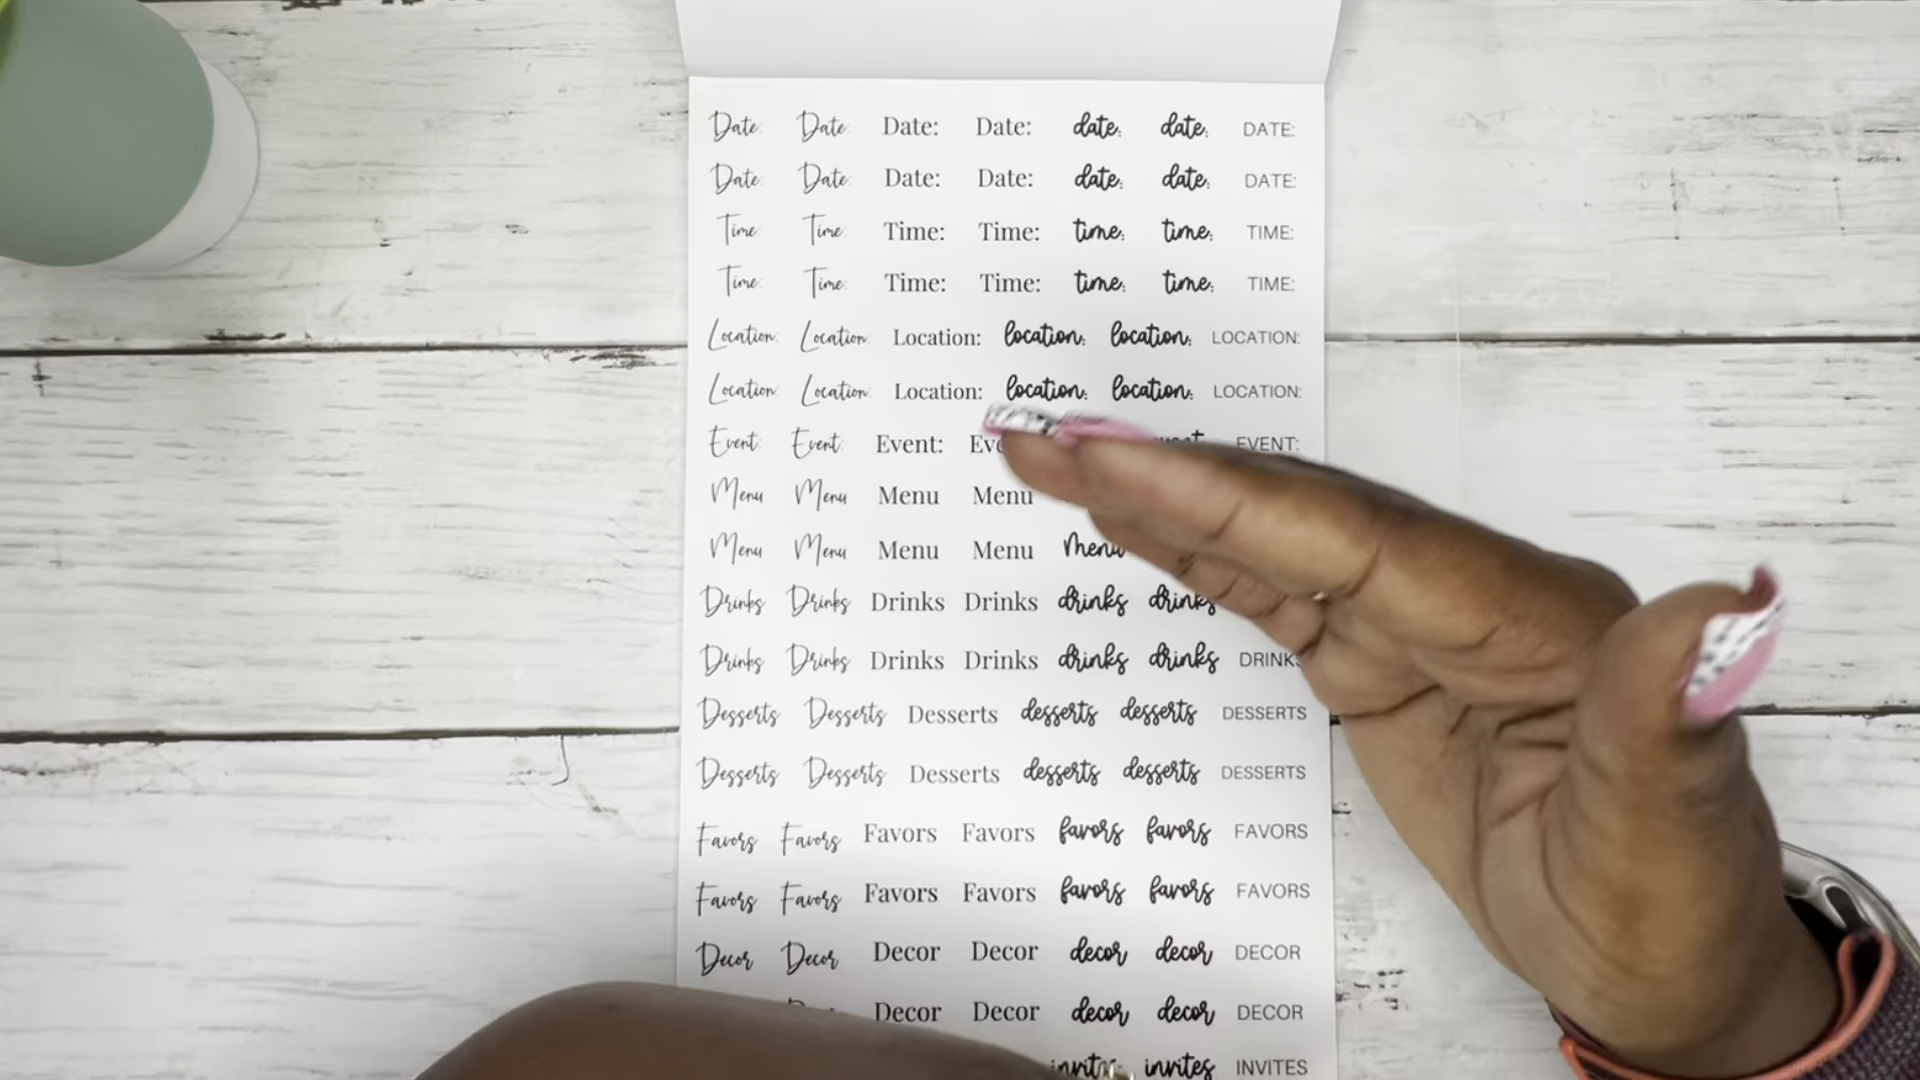 Date: Date: Date: Date: date: date: DATE:
Date: Date: Date: Date: date: date: DATE:
Time: Time: Time: Time: time: time: TIME:
Time: Time: Time: Time: time: time: TIME:
Location: Location: Location: location: location: LOCATION:
Location: Location: Location: location: location: LOCATION:
Event: Event: Event: EVENT:
Menu Menu Menu Menu
Menu Menu Menu Menu menu
Drinks Drinks Drinks Drinks drinks drinks
Drinks Drinks Drinks Drinks drinks drinks DRINKS
Desserts Desserts Desserts desserts desserts DESSERTS
Desserts Desserts Desserts desserts desserts DESSERTS
Favors Favors Favors Favors favors favors FAVORS
Favors Favors Favors Favors favors favors FAVORS
Decor Decor Decor Decor decor decor DECOR
Decor Decor decor decor DECOR
invites invites INVITES